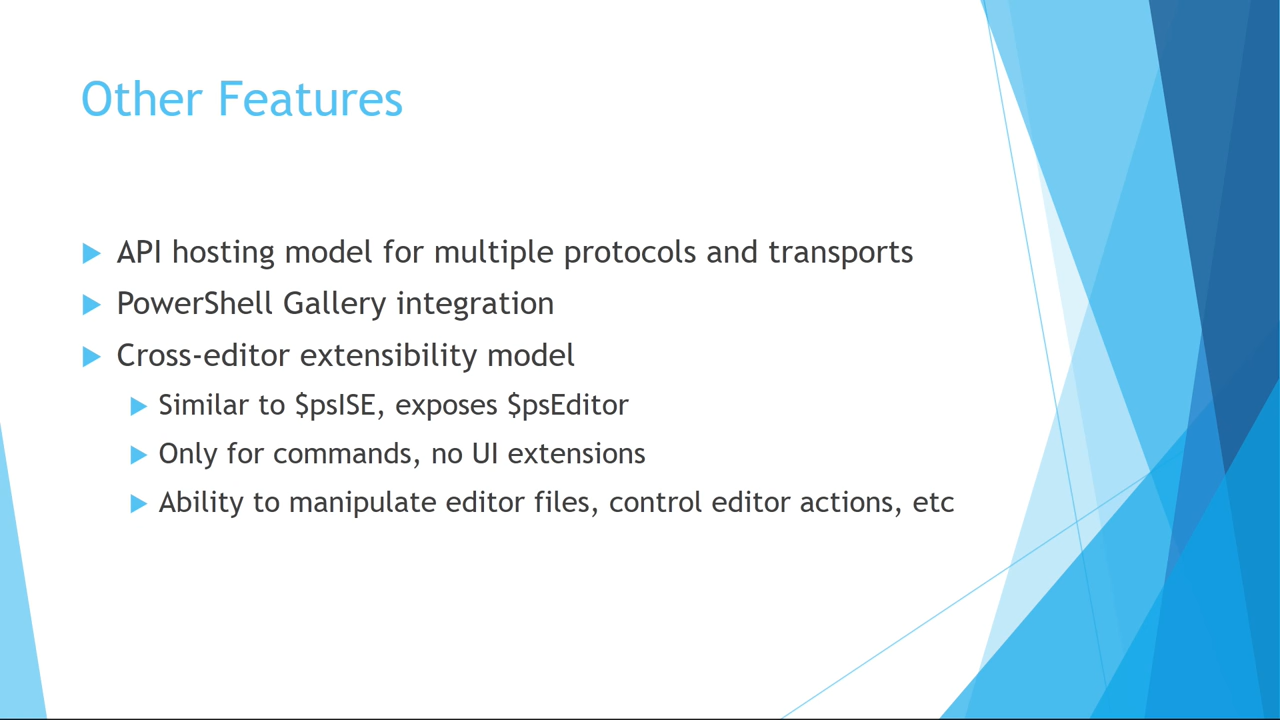 Other Features
API hosting model for multiple protocols and transports
PowerShell Gallery integration
Cross-editor extensibility model
Similar to $psISE, exposes $psEditor
Only for commands, no UI extensions
Ability to manipulate editor files, control editor actions, etc